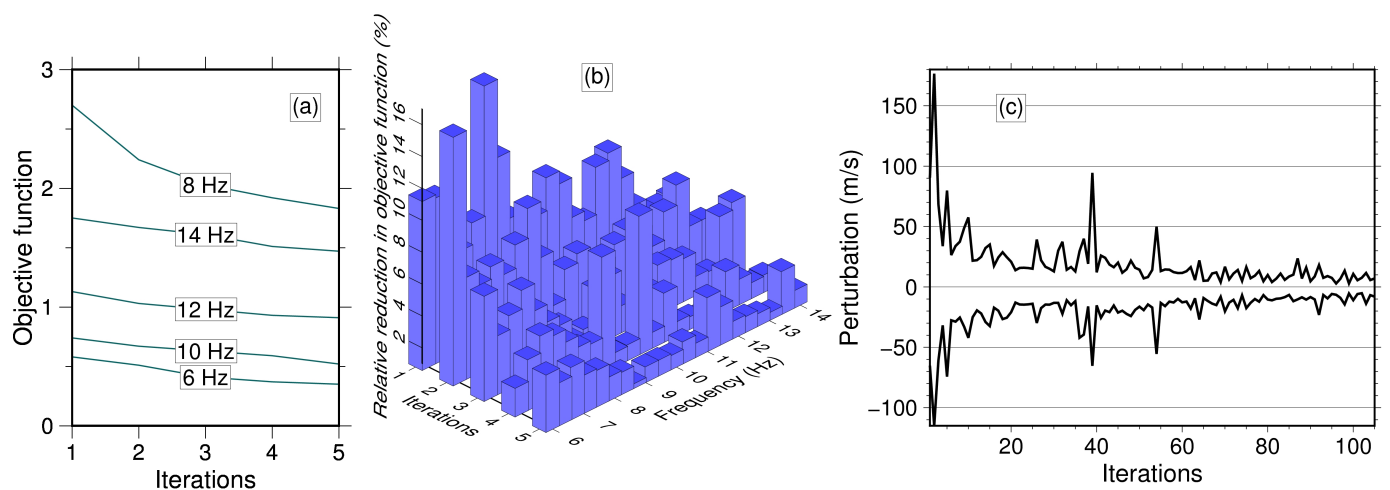 Objective function
3
2
1
0
(a)
8 Hz
14 Hz
12 Hz
10 Hz
6 Hz
1 2 3 4 5
Iterations
Relative reduction in objective function (%)
(b)
16
14
12
10
8
6
4
2
1 2 3 4 5
Iterations
6 7 8 9 10 11 12 13 14
Frequency (Hz)
Perturbation (m/s)
(c)
150
100
50
0
−50
−100
20 40 60 80 100
Iterations